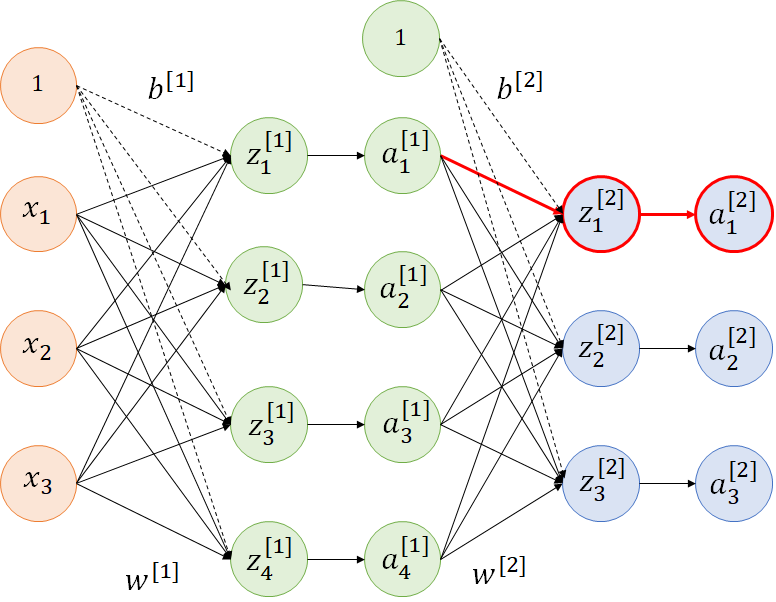 1
1
b^[1]
b^[2]
z_1^[1]
a_1^[1]
x_1
z_1^[2]
a_1^[2]
z_2^[1]
a_2^[1]
x_2
z_2^[2]
a_2^[2]
z_3^[1]
a_3^[1]
x_3
z_3^[2]
a_3^[2]
z_4^[1]
a_4^[1]
w^[1]
w^[2]